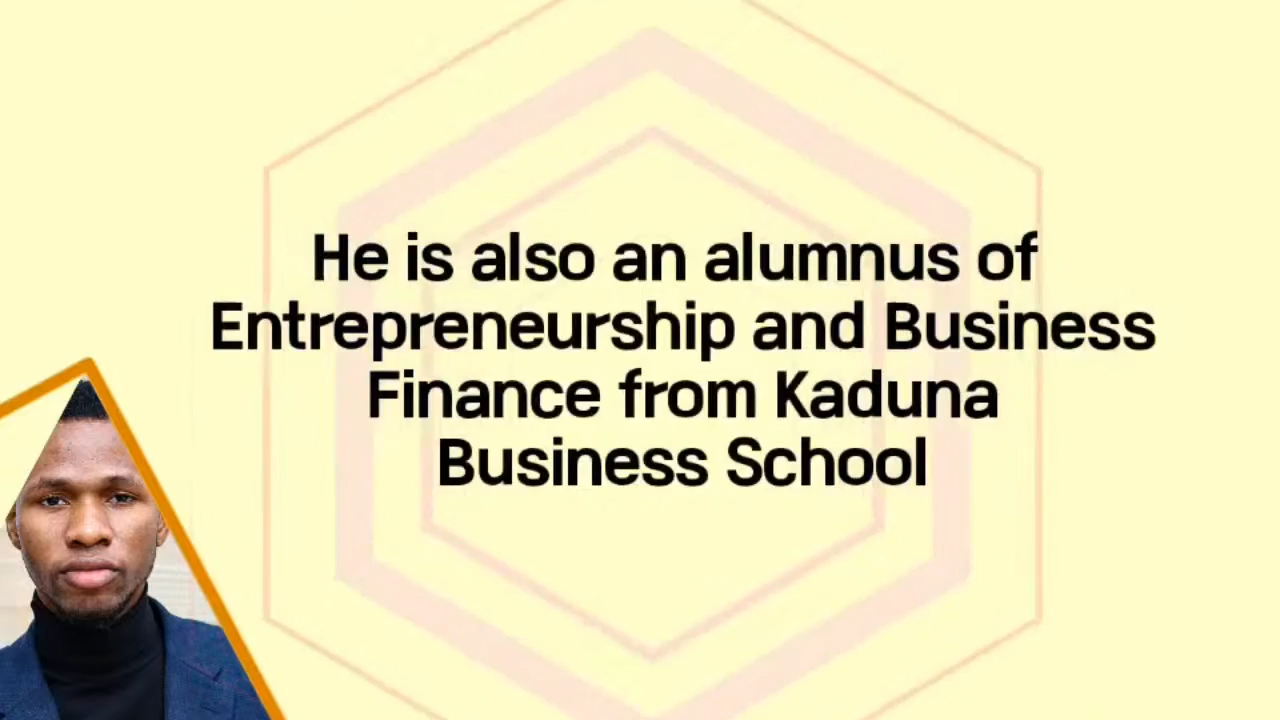 He is also an alumnus of
Entrepreneurship and Business
Finance from Kaduna
Business School